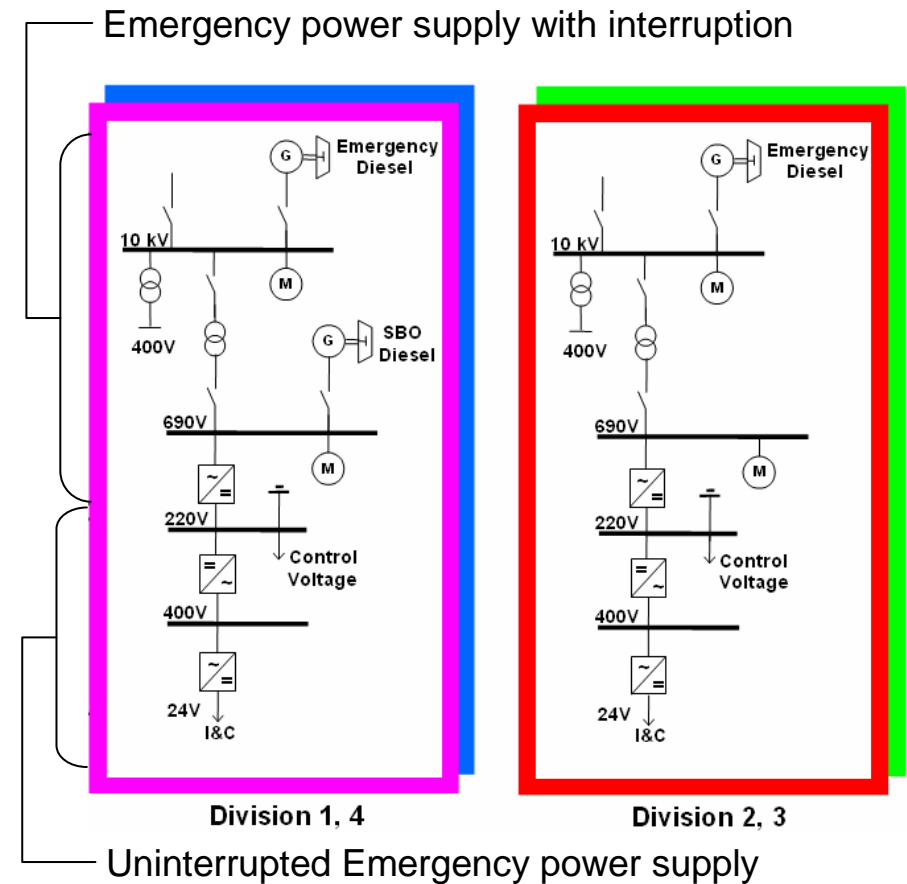 Emergency power supply with interruption
G
Emergency
Diesel
10 kV
M
400V
G
SBO
Diesel
690V
M
~
=
220V
Control
Voltage
=
~
400V
~
=
24V
I&C
Division 1, 4
G
Emergency
Diesel
10 kV
M
400V
690V
M
~
=
220V
Control
Voltage
=
~
400V
~
=
24V
I&C
Division 2, 3
Uninterrupted Emergency power supply